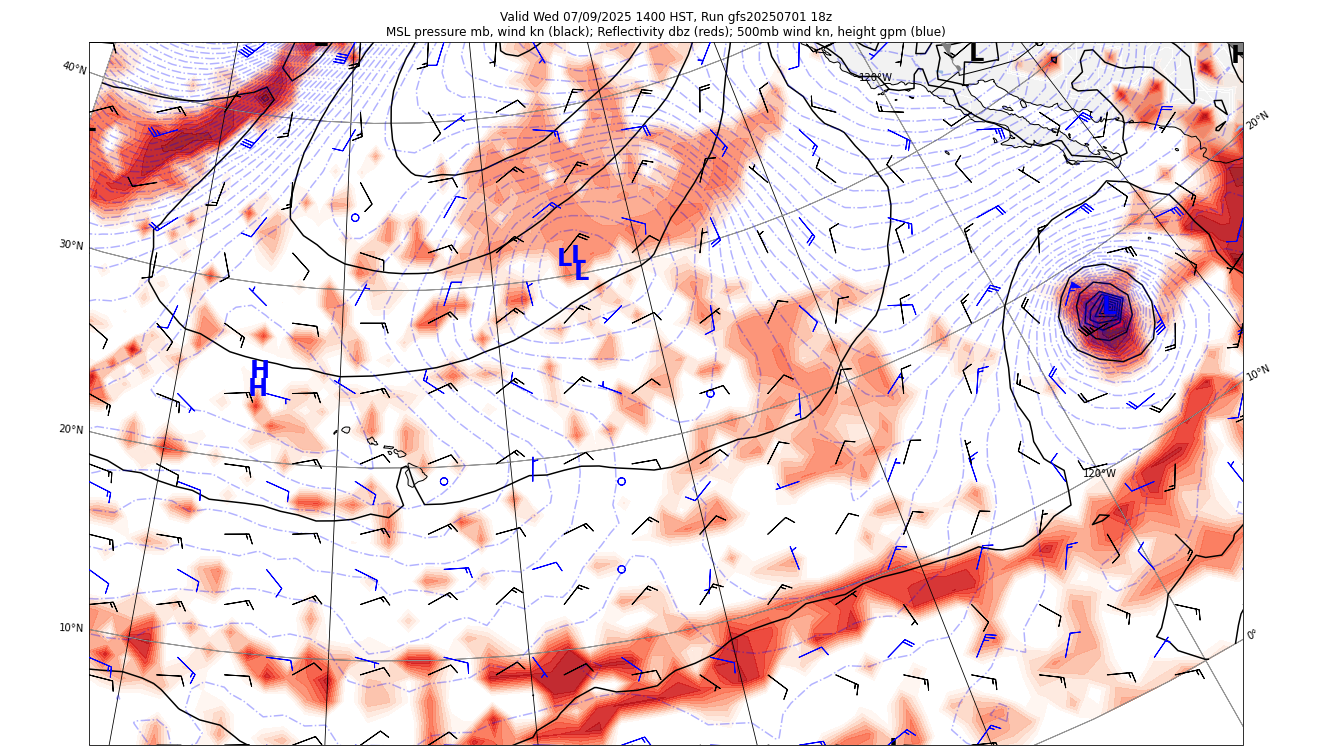 Valid Wed 07/09/2025 1400 HST, Run gfs20250701 18z
MSL pressure mb, wind kn (black); Reflectivity dbz (reds); 500mb wind kn, height gpm (blue)
L
H
40°N
120°W
20°N
30°N
L L
L
10°N
H
H
20°N
120°W
10°N
0°